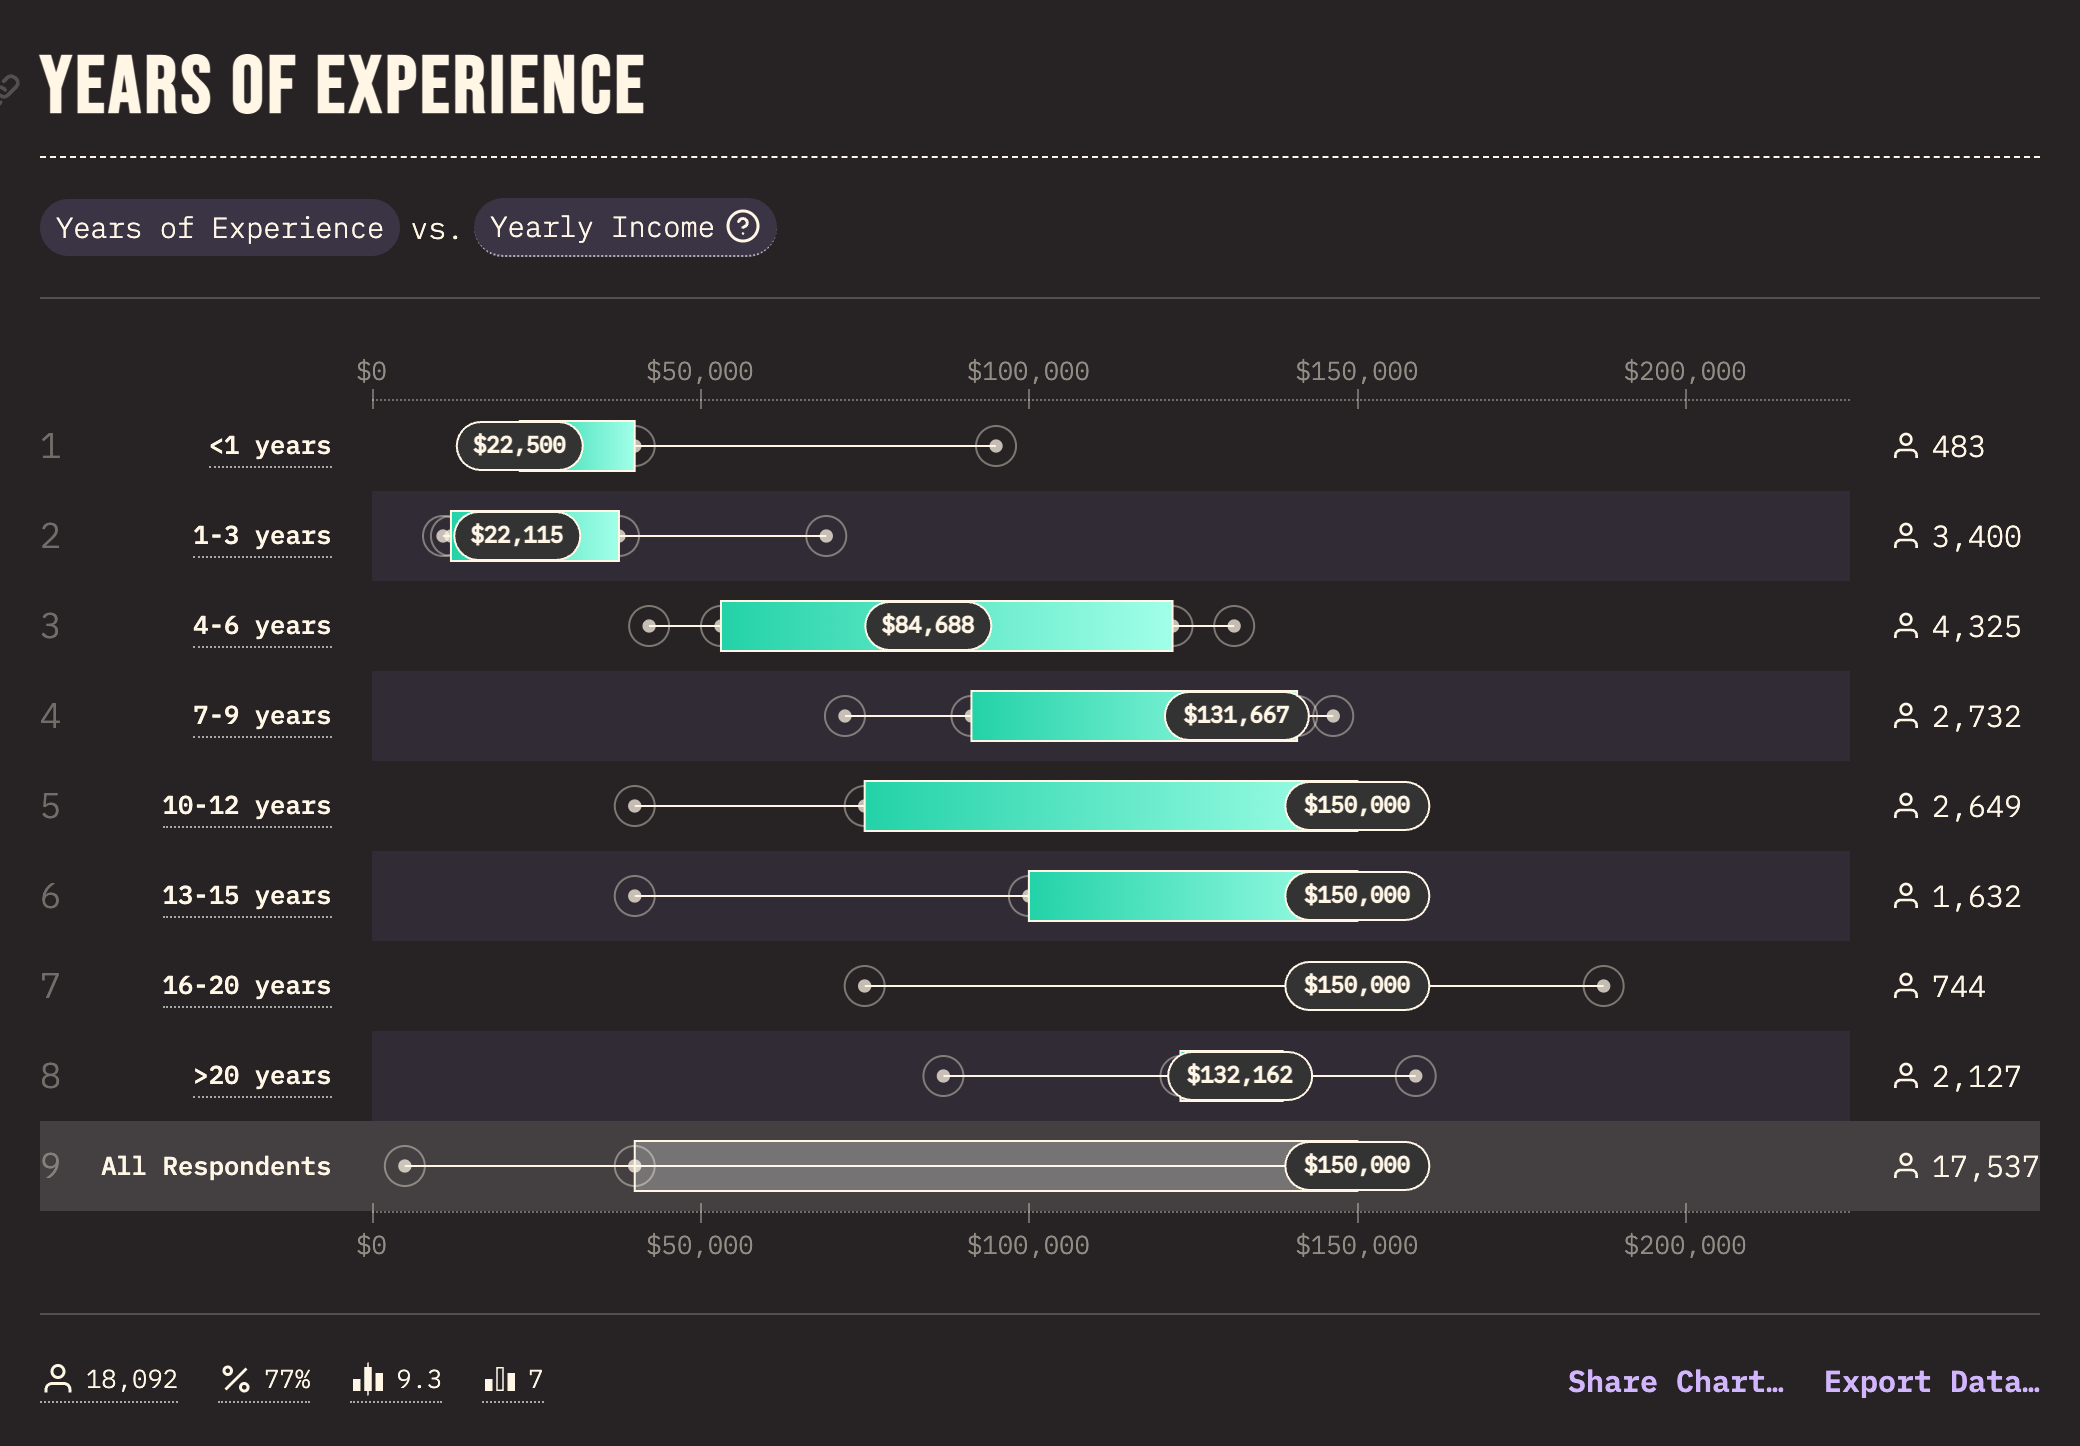 YEARS OF EXPERIENCE
Years of Experience vs. Yearly Income ?
$0 $50,000 $100,000 $150,000 $200,000
1 <1 years $22,500 483
2 1-3 years $22,115 3,400
3 4-6 years $84,688 4,325
4 7-9 years $131,667 2,732
5 10-12 years $150,000 2,649
6 13-15 years $150,000 1,632
7 16-20 years $150,000 744
8 >20 years $132,162 2,127
9 All Respondents $150,000 17,537
$0 $50,000 $100,000 $150,000 $200,000
18,092 % 77% 9.3 7 Share Chart… Export Data…